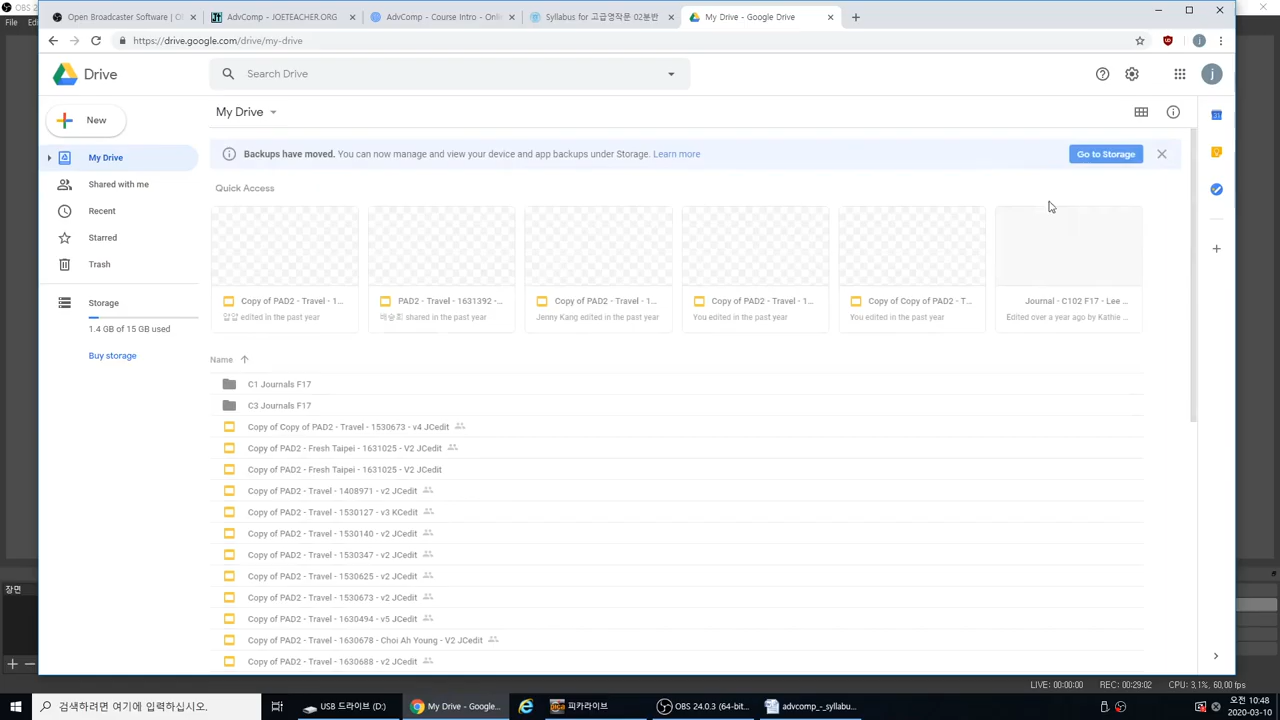 OBS 2
Open Broadcaster Software | O
AdvComp - JOETEACHER.ORG
AdvComp - Course Intro - Onli
Syllabus for 고급영작문 02분반
My Drive - Google Drive
File
https://drive.google.com/drive/my-drive
Drive
Search Drive
j
New
My Drive
My Drive
Shared with me
Recent
Starred
Trash
Storage
1.4 GB of 15 GB used
Buy storage
Backups have moved. You can now manage and view your device and app backups under Storage. Learn more
Go to Storage
Quick Access
Copy of PAD2 - Travel - 1...
edited in the past year
PAD2 - Travel - 1631392-...
배승희 shared in the past year
Copy of PAD2 - Travel - 1...
Jenny Kang edited in the past year
Copy of PAD2 - Travel - 1...
You edited in the past year
Copy of Copy of PAD2 - T...
You edited in the past year
Journal - C102 F17 - Lee ...
Edited over a year ago by Kathie ...
Name
C1 Journals F17
C3 Journals F17
Copy of Copy of PAD2 - Travel - 1530673 - v4 JCedit
Copy of PAD2 - Fresh Taipei - 1631025 - V2 JCedit
Copy of PAD2 - Fresh Taipei - 1631025 - V2 JCedit
Copy of PAD2 - Travel - 1408971 - v2 JCedit
Copy of PAD2 - Travel - 1530127 - v3 KCedit
Copy of PAD2 - Travel - 1530140 - v2 JCedit
Copy of PAD2 - Travel - 1530347 - v2 JCedit
Copy of PAD2 - Travel - 1530625 - v2 JCedit
Copy of PAD2 - Travel - 1530673 - v2 JCedit
Copy of PAD2 - Travel - 1630494 - v5 JCedit
Copy of PAD2 - Travel - 1630678 - Choi Ah Young - V2 JCedit
Copy of PAD2 - Travel - 1630688 - v2 JCedit
장면
LIVE: 00:00:00
REC: 00:29:02
CPU: 3,1%, 60,00 fps
검색하려면 여기에 입력하십시오.
USB 드라이브 (D:)
My Drive - Google...
피카라이브
OBS 24.0.3 (64-bit...
advcomp_-_syllabu...
오전 10:48
2020-03-10